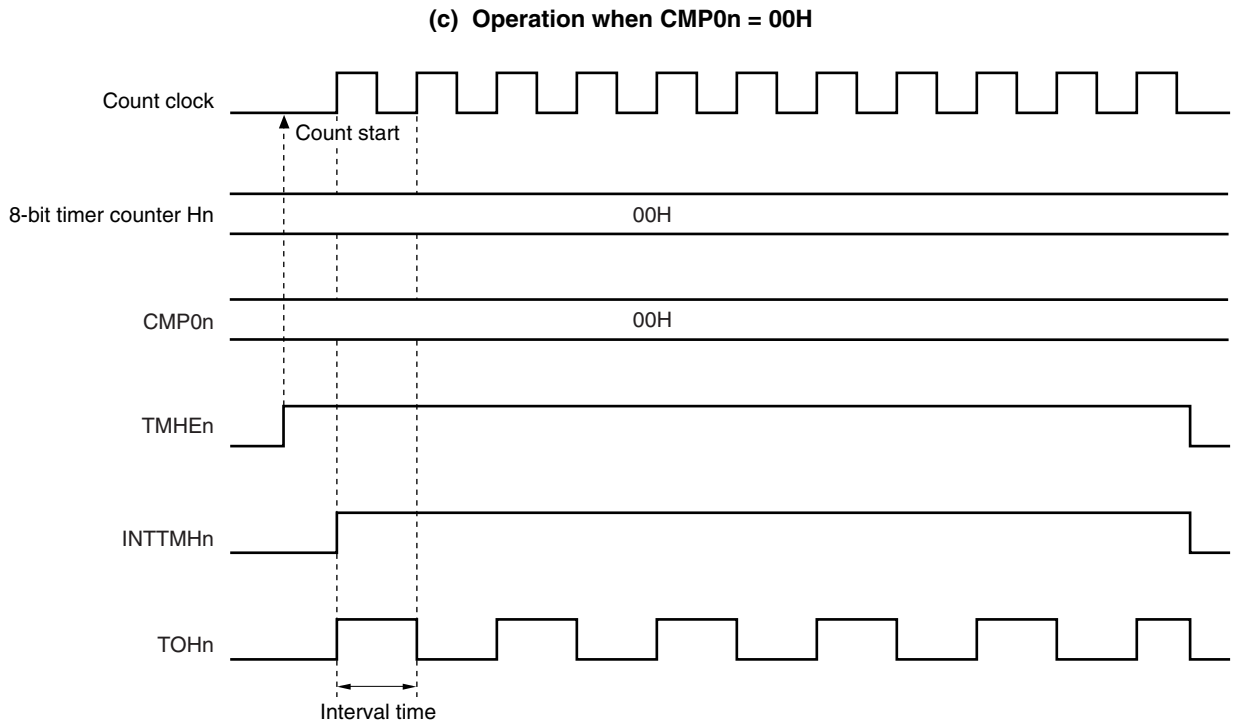 (c) Operation when CMP0n = 00H
Count clock
Count start
8-bit timer counter Hn
00H
CMP0n
00H
TMHEn
INTTMHn
TOHn
Interval time